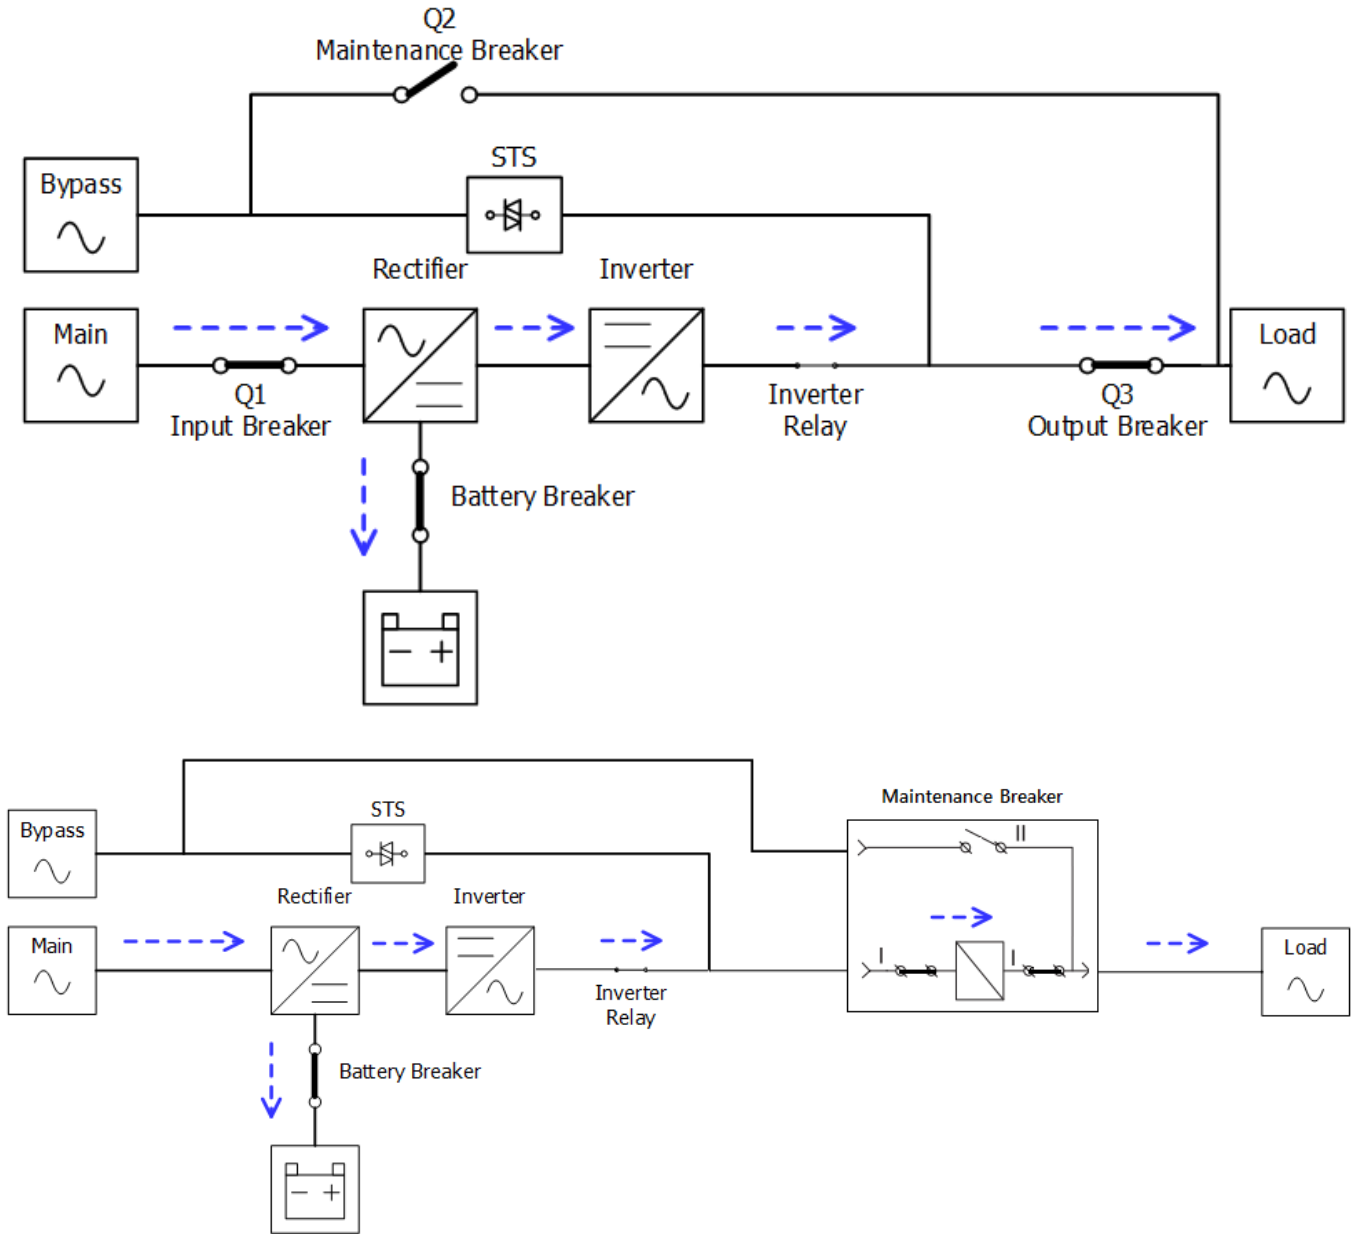 Q2
Maintenance Breaker
STS
Bypass
Rectifier
Inverter
Main
Load
Q1
Input Breaker
Inverter
Relay
Q3
Output Breaker
Battery Breaker
− +
Maintenance Breaker
STS
II
Bypass
Rectifier
Inverter
Main
I
I
Load
Inverter
Relay
Battery Breaker
− +